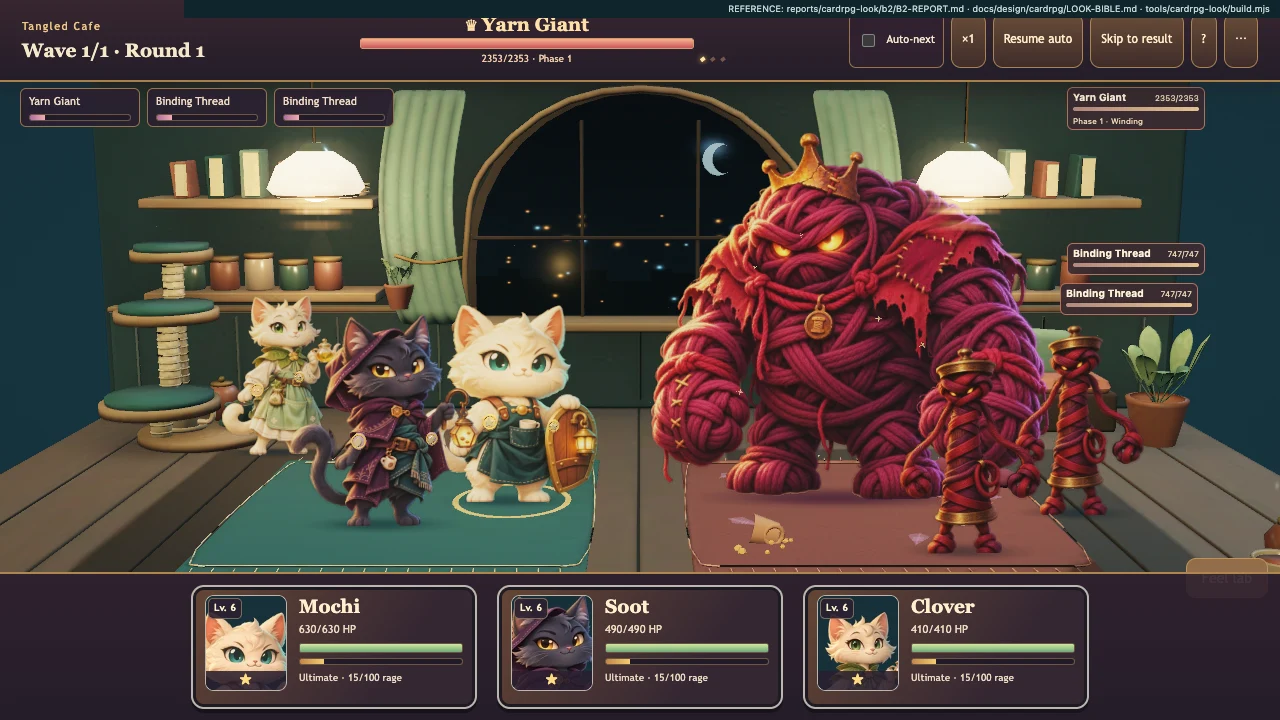 REFERENCE: reports/cardrpg-look/b2/B2-REPORT.md · docs/design/cardrpg/LOOK-BIBLE.md · tools/cardrpg-look/build.mjs
Tangled Cafe
Wave 1/1 · Round 1
♛ Yarn Giant
2353/2353 · Phase 1
Auto-next
×1
Resume auto
Skip to result
?
...
Yarn Giant
Binding Thread
Binding Thread
Yarn Giant 2353/2353
Phase 1 · Winding
Binding Thread 747/747
Binding Thread 747/747
Feel lab
Lv. 6
Mochi
630/630 HP
Ultimate · 15/100 rage
Lv. 6
Soot
490/490 HP
Ultimate · 15/100 rage
Lv. 6
Clover
410/410 HP
Ultimate · 15/100 rage